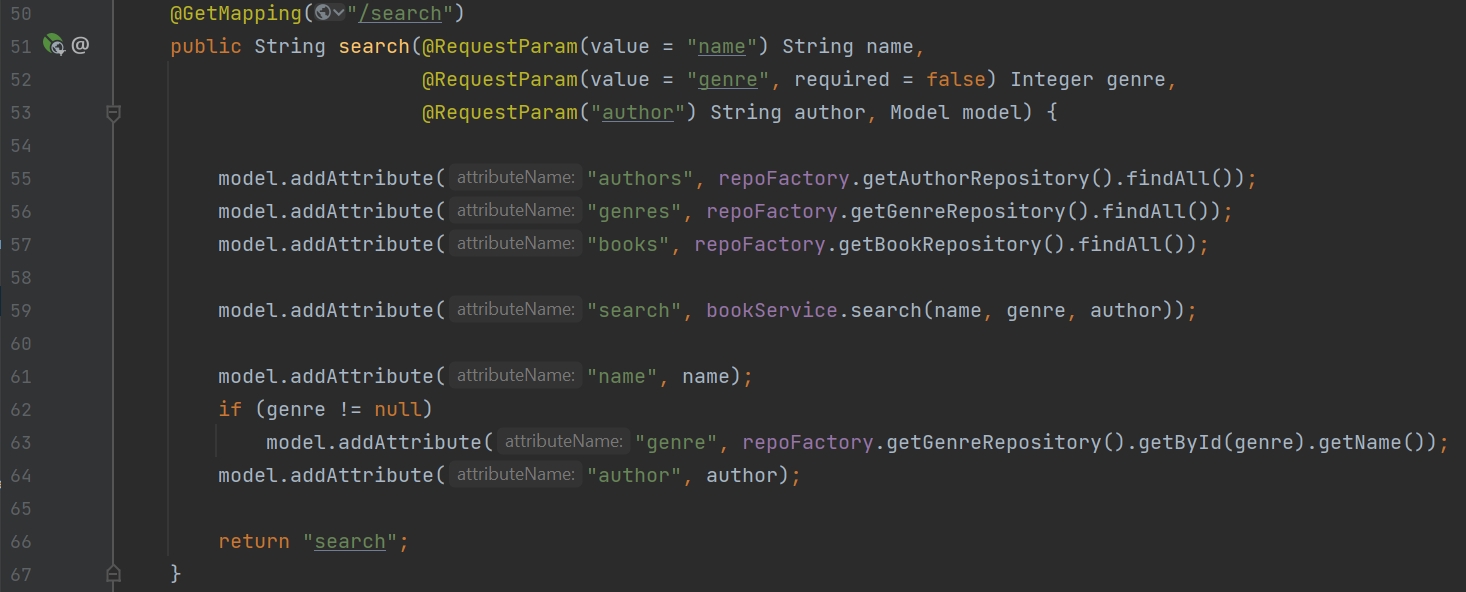 50 @GetMapping("/search")
51 @ public String search(@RequestParam(value = "name") String name,
52 @RequestParam(value = "genre", required = false) Integer genre,
53 @RequestParam("author") String author, Model model) {
54
55 model.addAttribute( attributeName: "authors", repoFactory.getAuthorRepository().findAll());
56 model.addAttribute( attributeName: "genres", repoFactory.getGenreRepository().findAll());
57 model.addAttribute( attributeName: "books", repoFactory.getBookRepository().findAll());
58
59 model.addAttribute( attributeName: "search", bookService.search(name, genre, author));
60
61 model.addAttribute( attributeName: "name", name);
62 if (genre != null)
63 model.addAttribute( attributeName: "genre", repoFactory.getGenreRepository().getById(genre).getName());
64 model.addAttribute( attributeName: "author", author);
65
66 return "search";
67 }